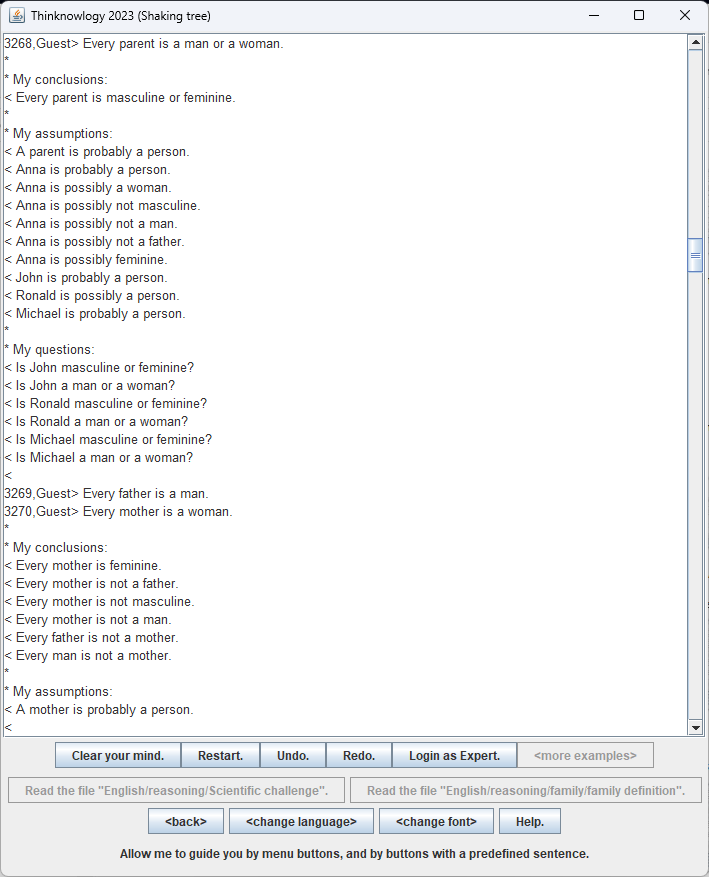 Thinknowlogy 2023 (Shaking tree)
3268,Guest> Every parent is a man or a woman.
*
* My conclusions:
< Every parent is masculine or feminine.
*
* My assumptions:
< A parent is probably a person.
< Anna is probably a person.
< Anna is possibly a woman.
< Anna is possibly not masculine.
< Anna is possibly not a man.
< Anna is possibly not a father.
< Anna is possibly feminine.
< John is probably a person.
< Ronald is possibly a person.
< Michael is probably a person.
*
* My questions:
< Is John masculine or feminine?
< Is John a man or a woman?
< Is Ronald masculine or feminine?
< Is Ronald a man or a woman?
< Is Michael masculine or feminine?
< Is Michael a man or a woman?
<
3269,Guest> Every father is a man.
3270,Guest> Every mother is a woman.
*
* My conclusions:
< Every mother is feminine.
< Every mother is not a father.
< Every mother is not masculine.
< Every mother is not a man.
< Every father is not a mother.
< Every man is not a mother.
*
* My assumptions:
< A mother is probably a person.
<
Clear your mind. Restart. Undo. Redo. Login as Expert. <more examples>
Read the file "English/reasoning/Scientific challenge". Read the file "English/reasoning/family/family definition".
<back> <change language> <change font> Help.
Allow me to guide you by menu buttons, and by buttons with a predefined sentence.